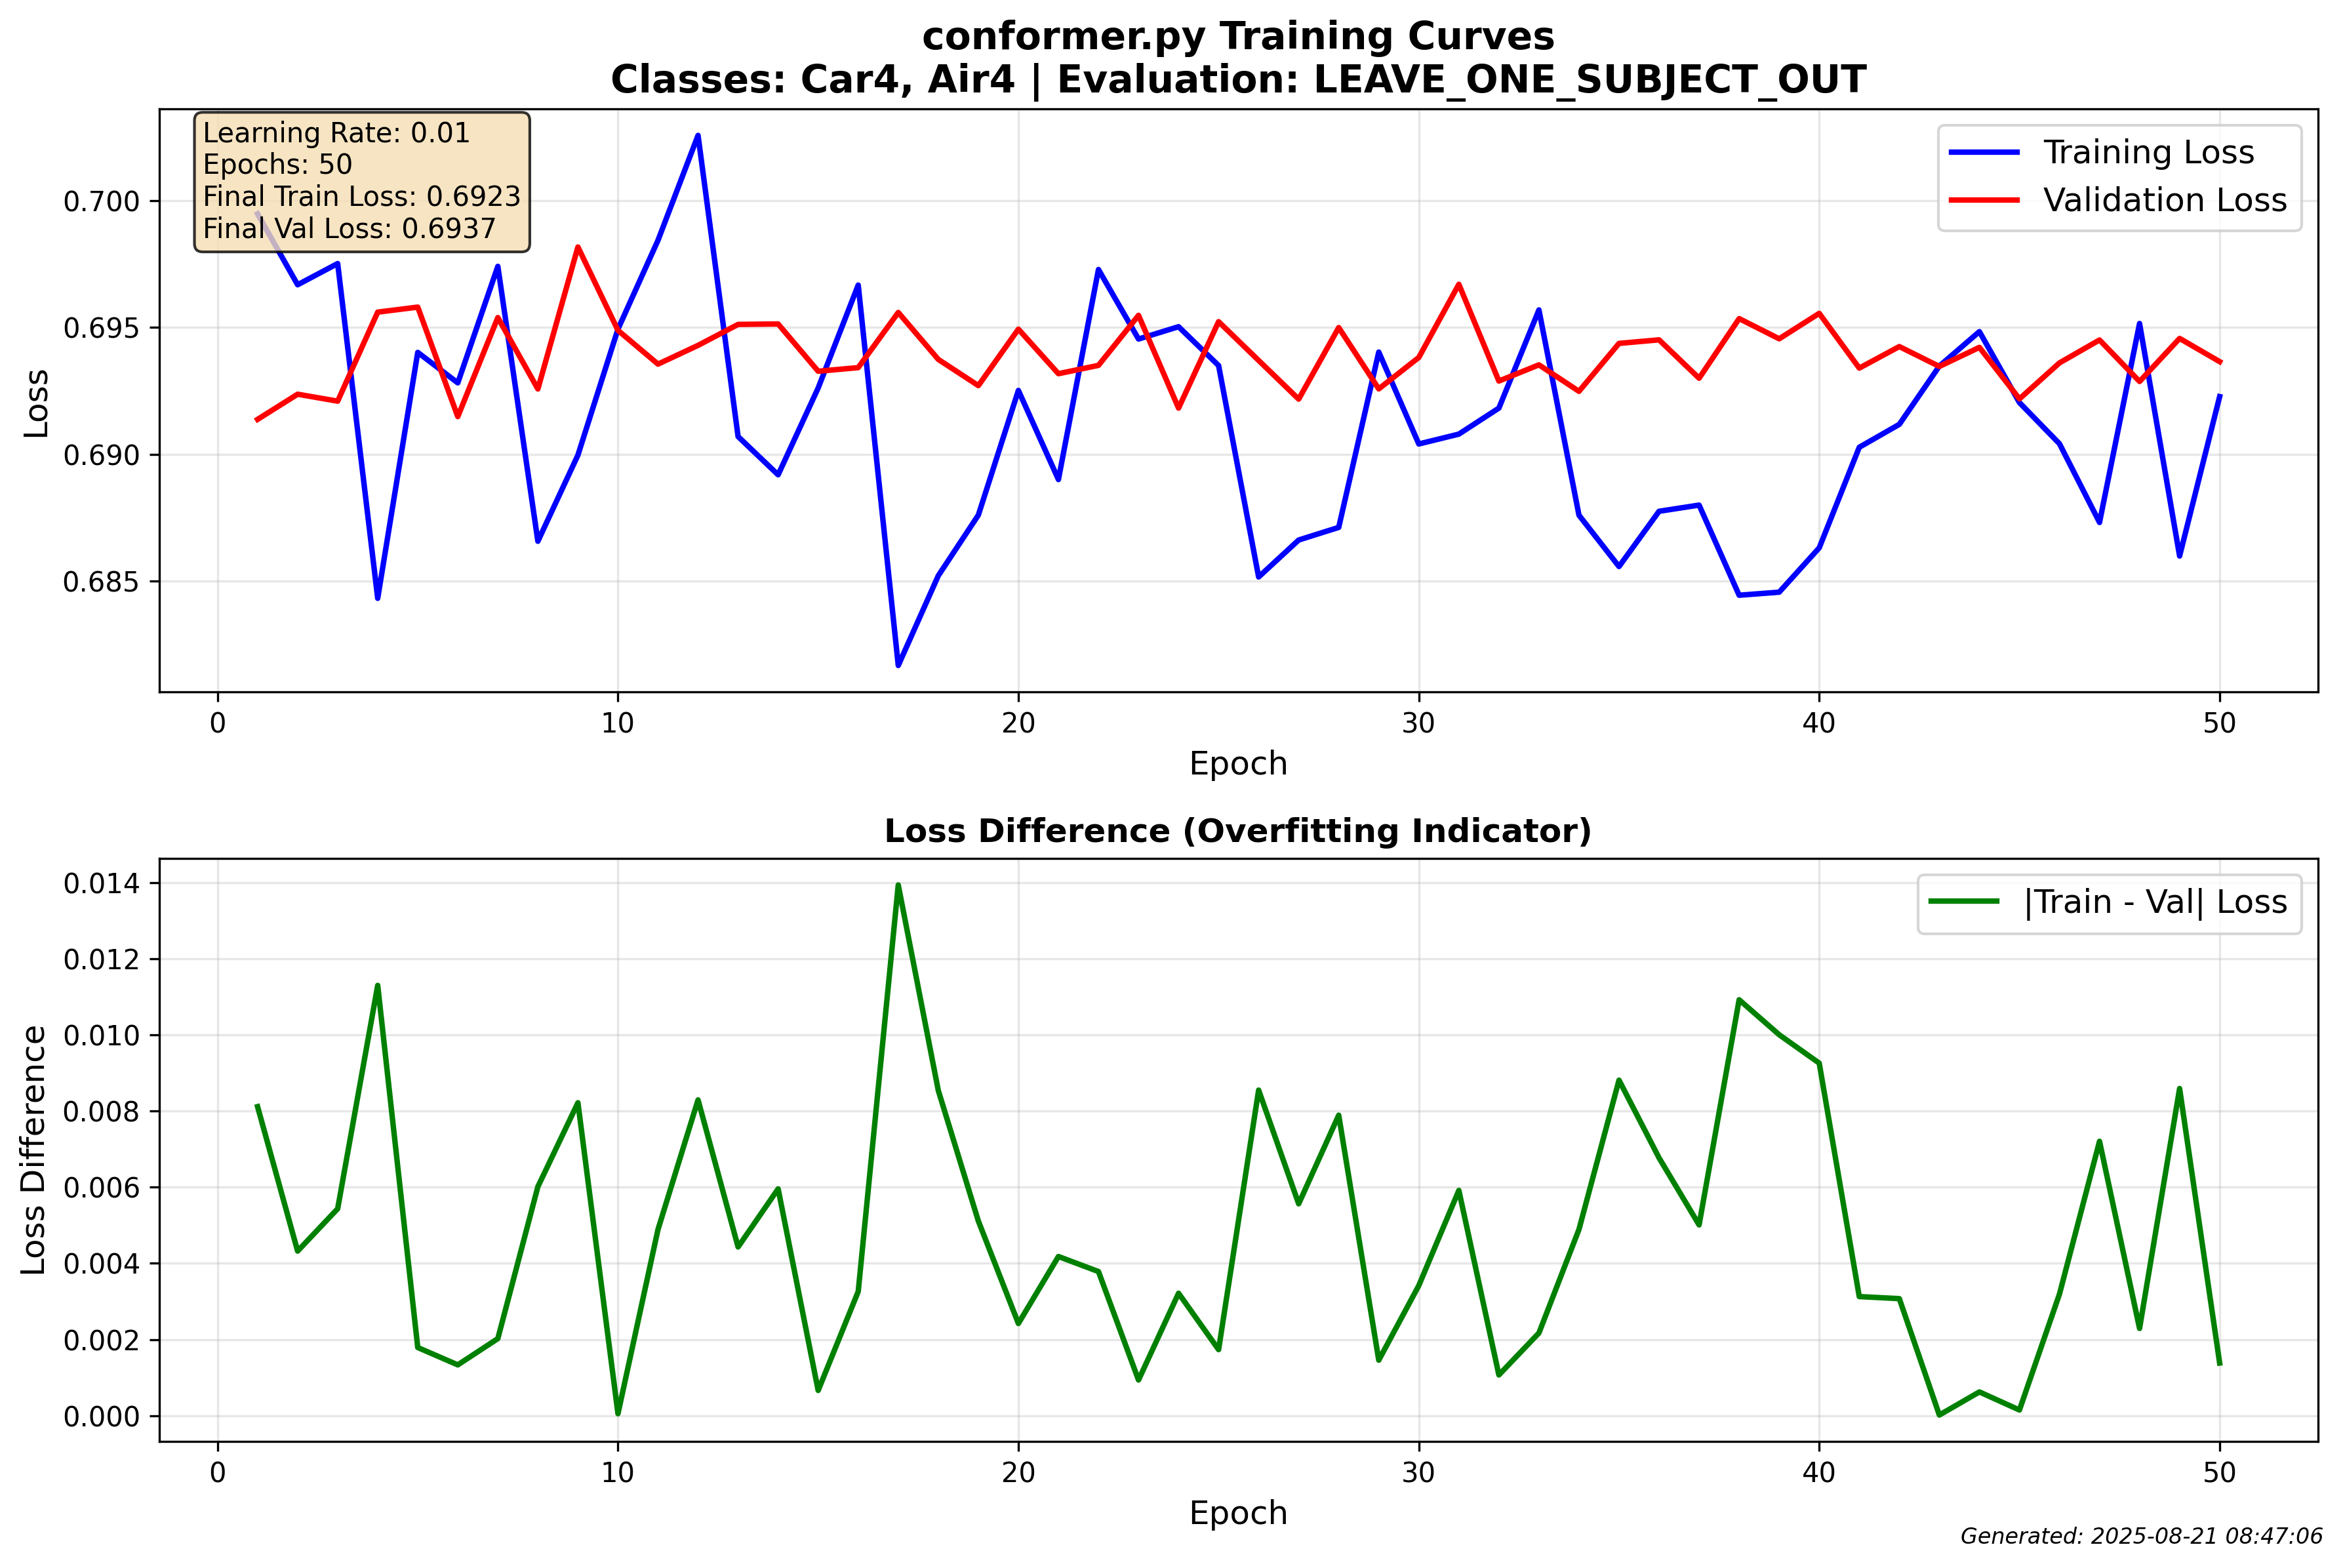 conformer.py Training Curves
Classes: Car4, Air4 | Evaluation: LEAVE_ONE_SUBJECT_OUT
Learning Rate: 0.01
Epochs: 50
Final Train Loss: 0.6923
Final Val Loss: 0.6937
Training Loss
Validation Loss
Loss
0.700
0.695
0.690
0.685
0 10 20 30 40 50
Epoch
Loss Difference (Overfitting Indicator)
|Train - Val| Loss
Loss Difference
0.014
0.012
0.010
0.008
0.006
0.004
0.002
0.000
0 10 20 30 40 50
Epoch
Generated: 2025-08-21 08:47:06